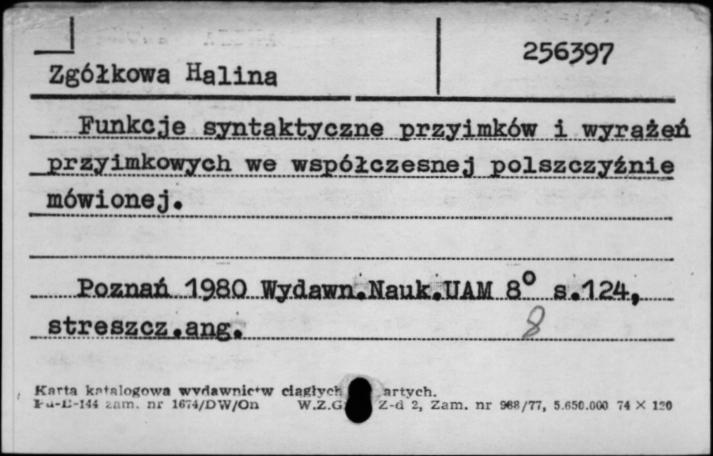 256397
Zgółkowa Halina
Funkcje syntaktyczne przyimków i wyrażeń
przyimkowych we współczesnej polszczyźnie
mówionej.
Poznań 1980 Wydawn.Nauk.UAM 8° s.124,
streszcz.ang.
8
Karta katalogowa wydawnictw ciągłych artych.
zam. nr 1674/DW/On W.Z.G. Z-d 2, Zam. nr 988/77, 5.650.000 74 × 120